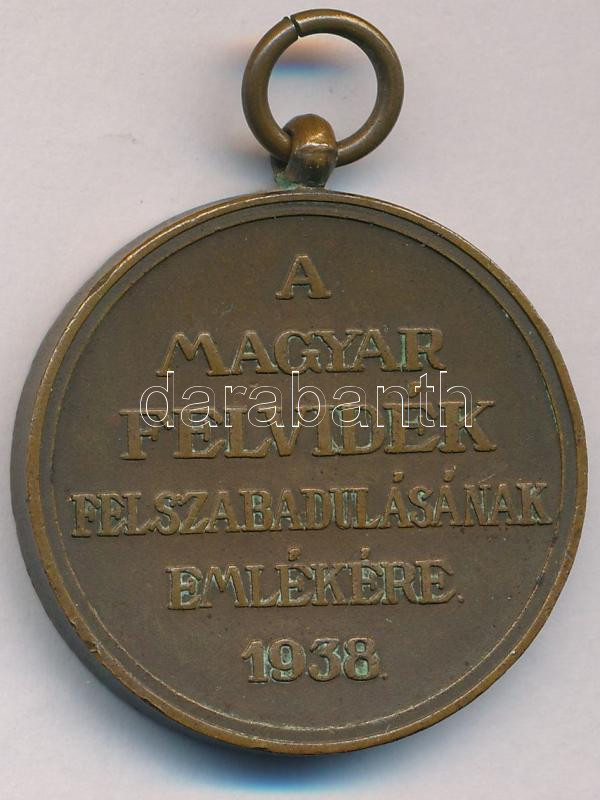 A
MAGYAR
FELVIDÉK
FELSZABADULÁSÁNAK
EMLÉKÉRE.
1938.
darabanth